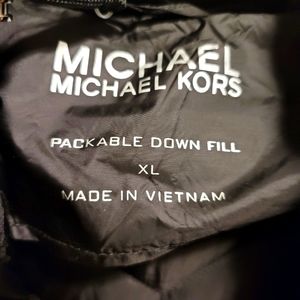 MICHAEL
MICHAEL KORS
PACKABLE DOWN FILL
XL
MADE IN VIETNAM